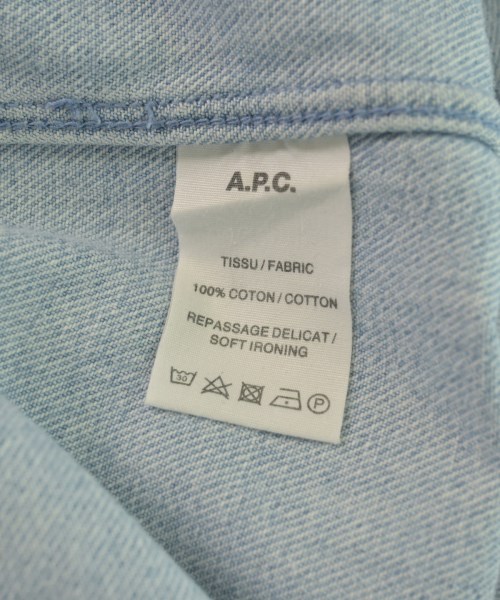 A.P.C.
TISSU / FABRIC
100% COTON / COTTON
REPASSAGE DELICAT /
SOFT IRONING
30 P